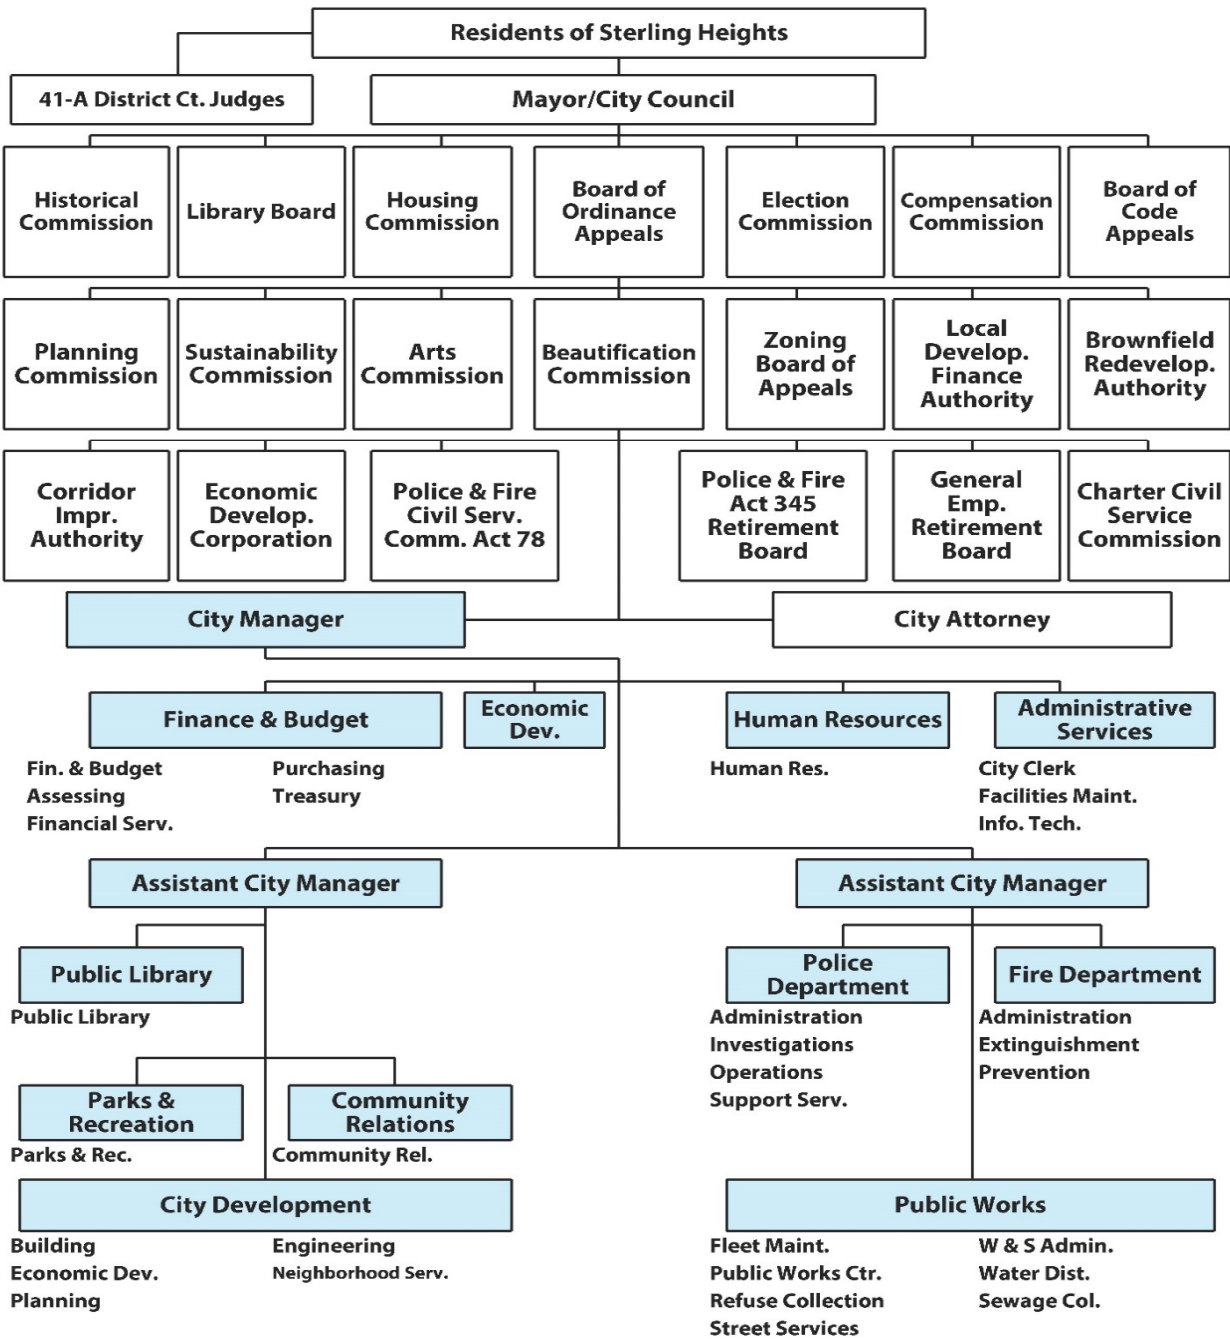 Residents of Sterling Heights
41-A District Ct. Judges
Mayor/City Council
Historical
Commission
Library Board
Housing
Commission
Board of
Ordinance
Appeals
Election
Commission
Compensation
Commission
Board of
Code
Appeals
Planning
Commission
Sustainability
Commission
Arts
Commission
Beautification
Commission
Zoning
Board of
Appeals
Local
Develop.
Finance
Authority
Brownfield
Redevelop.
Authority
Corridor
Impr.
Authority
Economic
Develop.
Corporation
Police & Fire
Civil Serv.
Comm. Act 78
Police & Fire
Act 345
Retirement
Board
General
Emp.
Retirement
Board
Charter Civil
Service
Commission
City Manager
City Attorney
Finance & Budget
Fin. & Budget
Assessing
Financial Serv.
Purchasing
Treasury
Economic
Dev.
Human Resources
Human Res.
Administrative
Services
City Clerk
Facilities Maint.
Info. Tech.
Assistant City Manager
Assistant City Manager
Public Library
Public Library
Police
Department
Administration
Investigations
Operations
Support Serv.
Fire Department
Administration
Extinguishment
Prevention
Parks &
Recreation
Parks & Rec.
Community
Relations
Community Rel.
City Development
Building
Economic Dev.
Planning
Engineering
Neighborhood Serv.
Public Works
Fleet Maint.
Public Works Ctr.
Refuse Collection
Street Services
W & S Admin.
Water Dist.
Sewage Col.